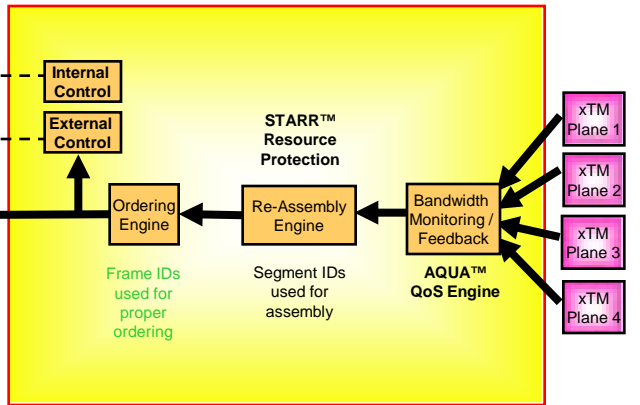 Internal
Control
External
Control
STARR™
Resource
Protection
Ordering
Engine
Re-Assembly
Engine
Bandwidth
Monitoring /
Feedback
Frame IDs
used for
proper
ordering
Segment IDs
used for
assembly
AQUA™
QoS Engine
xTM
Plane 1
xTM
Plane 2
xTM
Plane 3
xTM
Plane 4